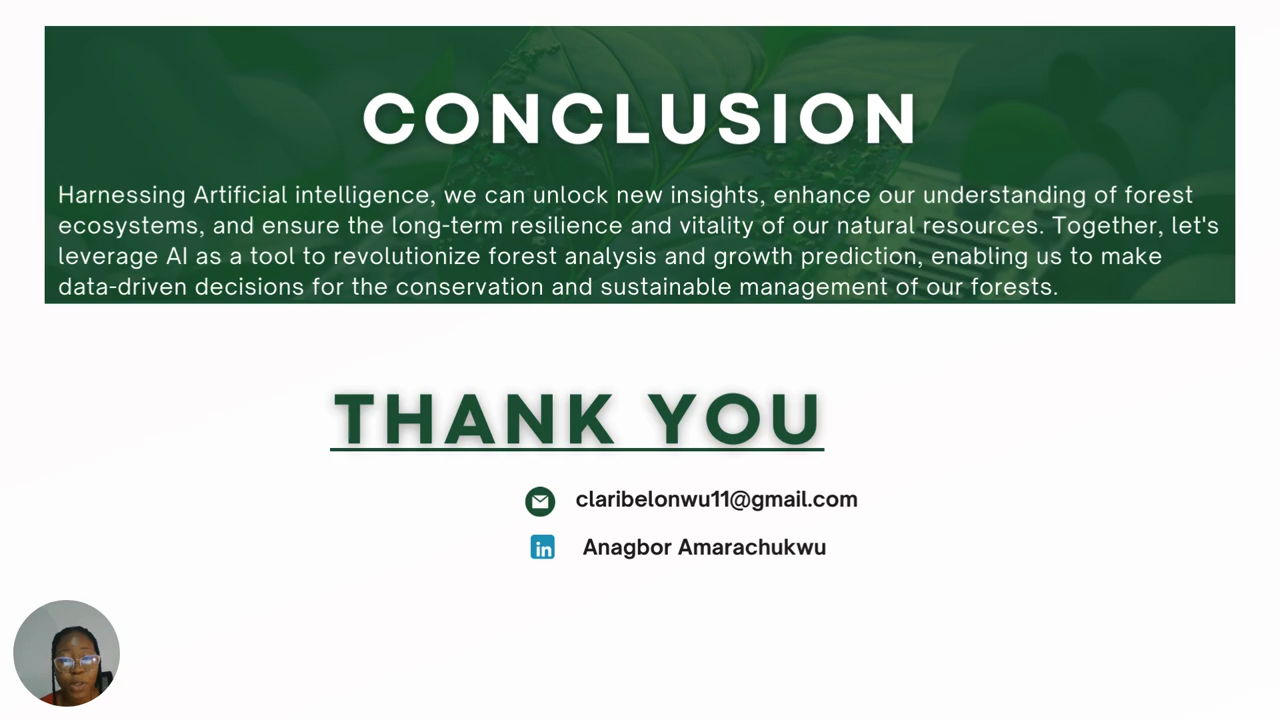 CONCLUSION
Harnessing Artificial intelligence, we can unlock new insights, enhance our understanding of forest
ecosystems, and ensure the long-term resilience and vitality of our natural resources. Together, let's
leverage AI as a tool to revolutionize forest analysis and growth prediction, enabling us to make
data-driven decisions for the conservation and sustainable management of our forests.
THANK YOU
claribelonwu11@gmail.com
in Anagbor Amarachukwu